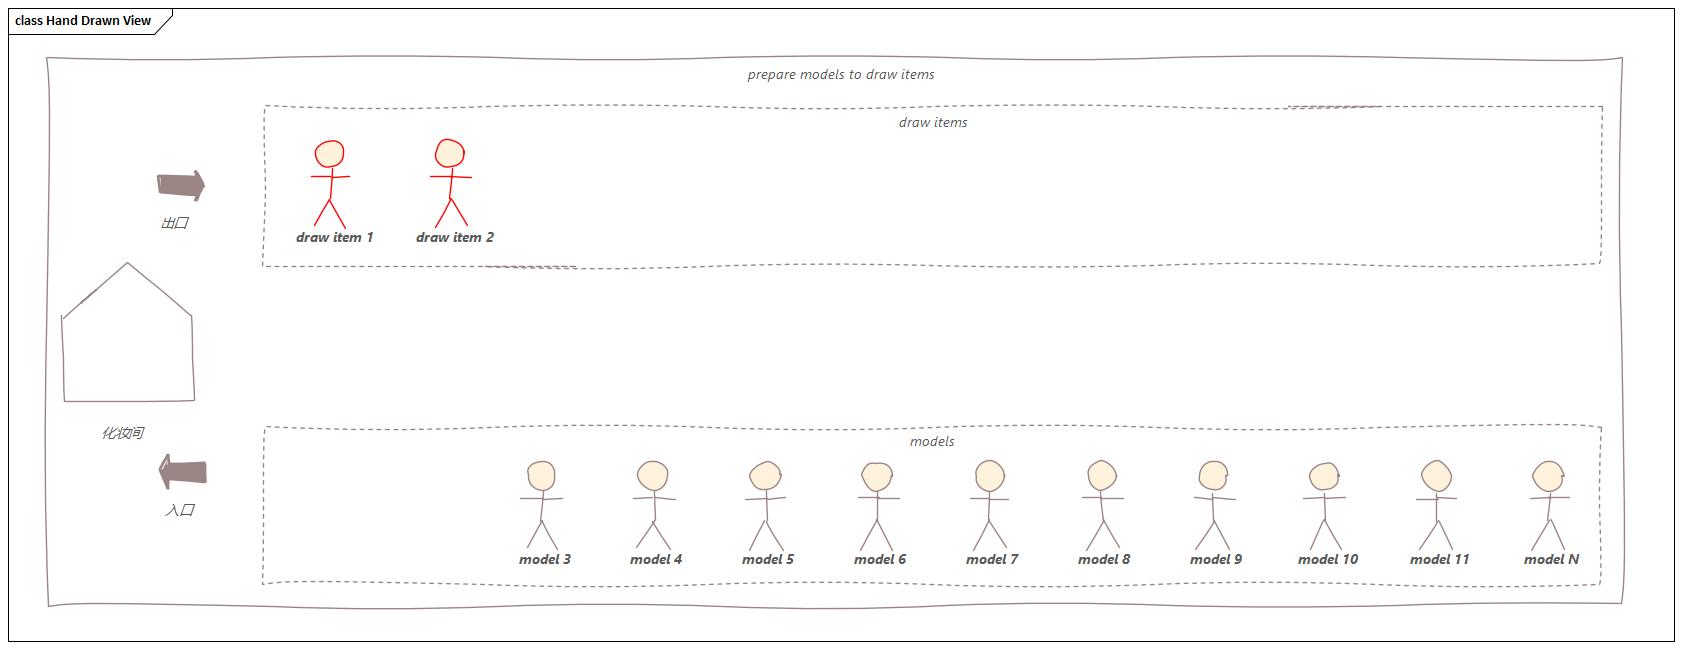 class Hand Drawn View
prepare models to draw items
draw items
出口
draw item 1
draw item 2
化妆间
models
入口
model 3
model 4
model 5
model 6
model 7
model 8
model 9
model 10
model 11
model N